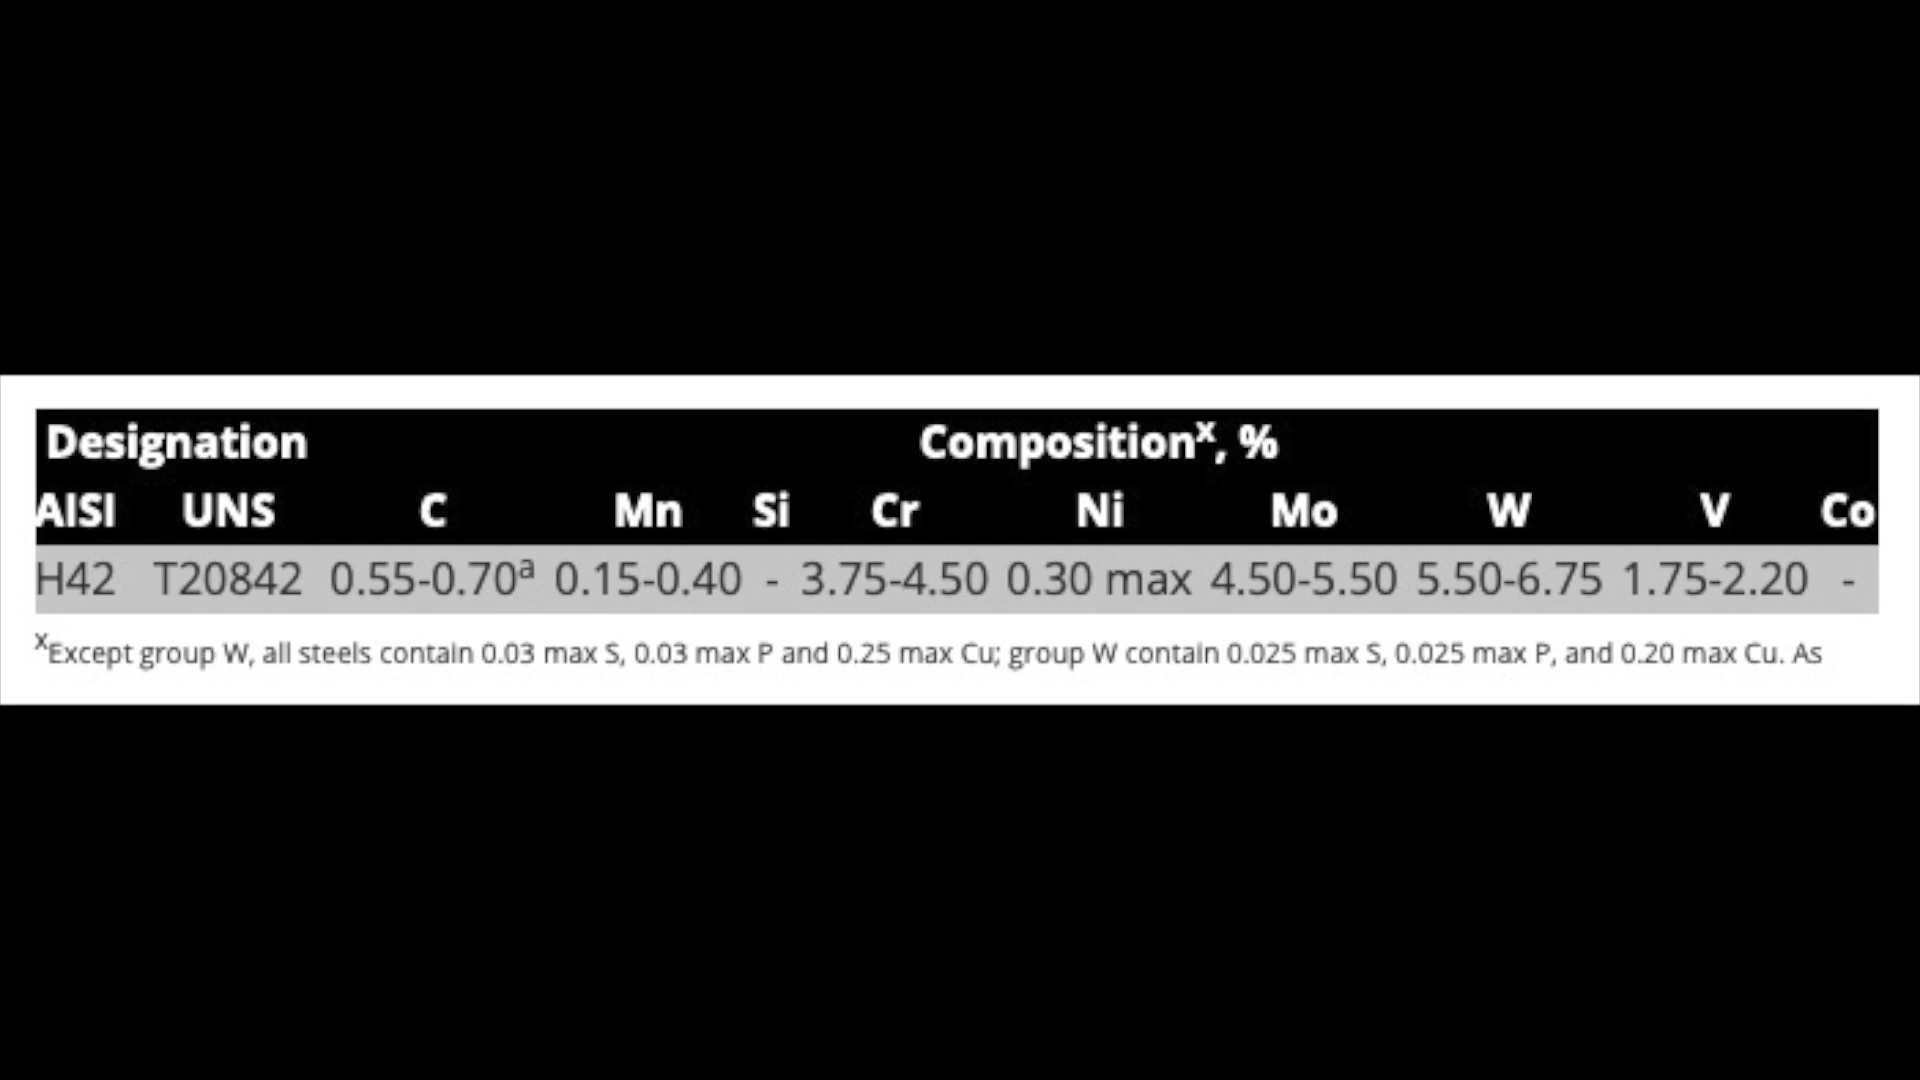 Designation Compositionx, %
AISI UNS C Mn Si Cr Ni Mo W V Co
H42 T20842 0.55-0.70a 0.15-0.40 - 3.75-4.50 0.30 max 4.50-5.50 5.50-6.75 1.75-2.20 -
xExcept group W, all steels contain 0.03 max S, 0.03 max P and 0.25 max Cu; group W contain 0.025 max S, 0.025 max P, and 0.20 max Cu. As